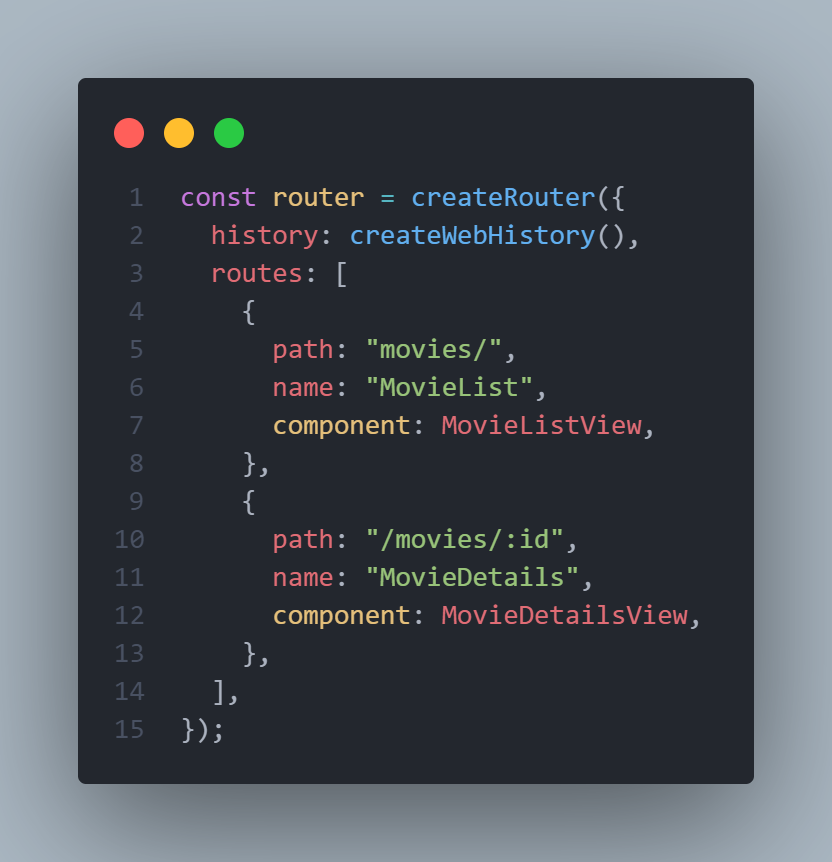 1 const router = createRouter({
2   history: createWebHistory(),
3   routes: [
4     {
5       path: "movies/",
6       name: "MovieList",
7       component: MovieListView,
8     },
9     {
10       path: "/movies/:id",
11       name: "MovieDetails",
12       component: MovieDetailsView,
13     },
14   ],
15 });